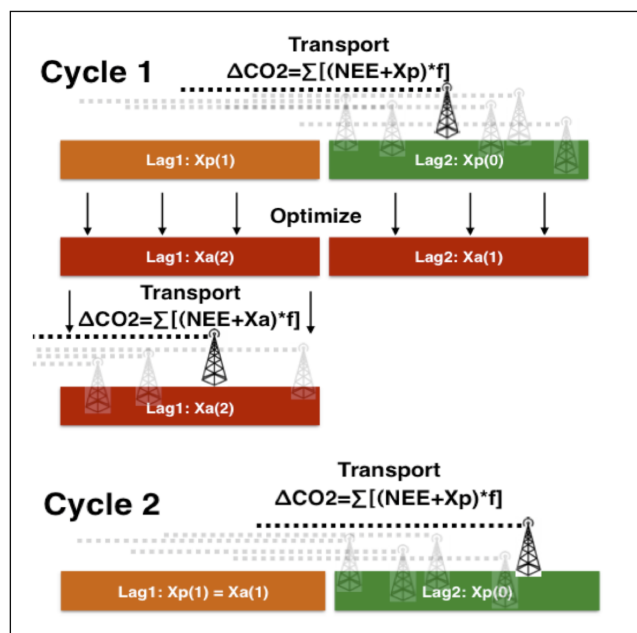 Transport
Cycle 1
ΔCO2=∑[(NEE+Xp)*f]
Lag1: Xp(1)
Lag2: Xp(0)
Optimize
Lag1: Xa(2)
Lag2: Xa(1)
Transport
ΔCO2=∑[(NEE+Xa)*f]
Lag1: Xa(2)
Transport
Cycle 2
ΔCO2=∑[(NEE+Xp)*f]
Lag1: Xp(1) = Xa(1)
Lag2: Xp(0)